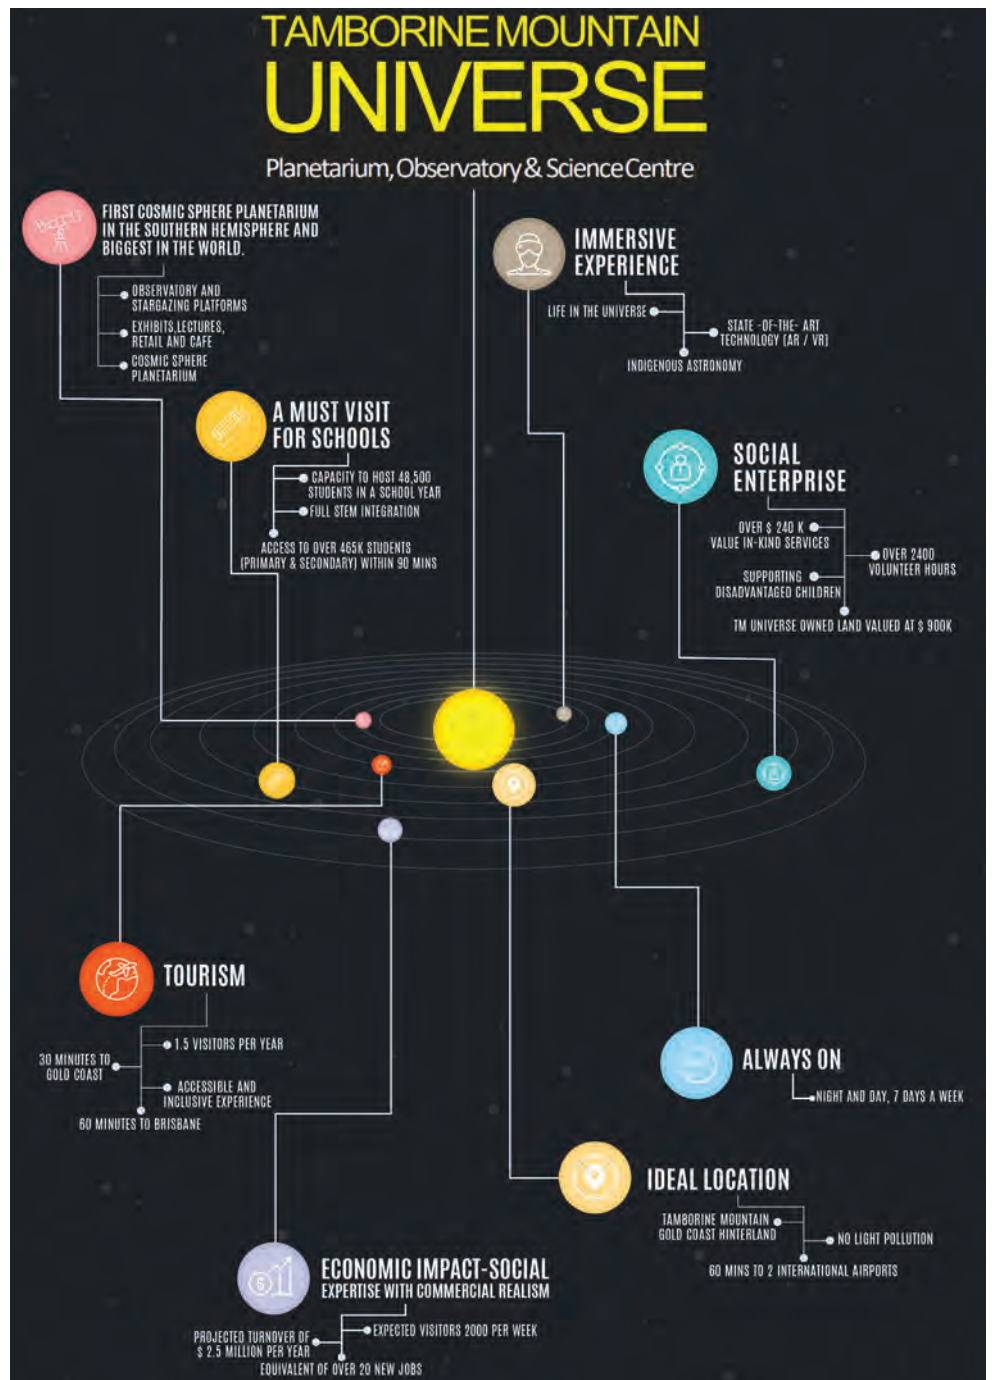 TAMBORINE MOUNTAIN
UNIVERSE
Planetarium, Observatory & Science Centre
FIRST COSMIC SPHERE PLANETARIUM
IN THE SOUTHERN HEMISPHERE AND
BIGGEST IN THE WORLD.
OBSERVATORY AND
STARGAZING PLATFORMS
EXHIBITS,LECTURES,
RETAIL AND CAFE
COSMIC SPHERE
PLANETARIUM
IMMERSIVE
EXPERIENCE
LIFE IN THE UNIVERSE
STATE -OF-THE- ART
TECHNOLOGY (AR / VR)
INDIGENOUS ASTRONOMY
A MUST VISIT
FOR SCHOOLS
CAPACITY TO HOST 48,500
STUDENTS IN A SCHOOL YEAR
FULL STEM INTEGRATION
ACCESS TO OVER 465K STUDENTS
(PRIMARY & SECONDARY) WITHIN 90 MINS
SOCIAL
ENTERPRISE
OVER $ 240 K
VALUE IN-KIND SERVICES
OVER 2400
VOLUNTEER HOURS
SUPPORTING
DISADVANTAGED CHILDREN
TM UNIVERSE OWNED LAND VALUED AT $ 900K
TOURISM
1.5 VISITORS PER YEAR
30 MINUTES TO
GOLD COAST
ACCESSIBLE AND
INCLUSIVE EXPERIENCE
60 MINUTES TO BRISBANE
ALWAYS ON
NIGHT AND DAY, 7 DAYS A WEEK
IDEAL LOCATION
TAMBORINE MOUNTAIN
GOLD COAST HINTERLAND
NO LIGHT POLLUTION
60 MINS TO 2 INTERNATIONAL AIRPORTS
ECONOMIC IMPACT-SOCIAL
EXPERTISE WITH COMMERCIAL REALISM
EXPECTED VISITORS 2000 PER WEEK
PROJECTED TURNOVER OF
$ 2.5 MILLION PER YEAR
EQUIVALENT OF OVER 20 NEW JOBS